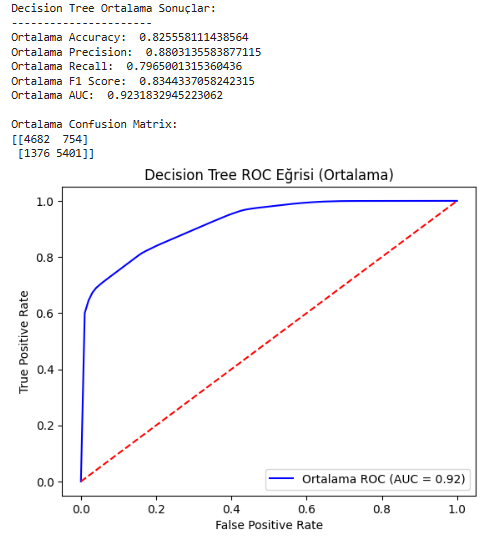 Decision Tree Ortalama Sonuçlar:
----------------------
Ortalama Accuracy:  0.825558111438564
Ortalama Precision:  0.8803135583877115
Ortalama Recall:  0.7965001315360436
Ortalama F1 Score:  0.8344337058242315
Ortalama AUC:  0.9231832945223062
Ortalama Confusion Matrix:
[[4682  754]
 [1376 5401]]
Decision Tree ROC Eğrisi (Ortalama)
1.0
0.8
0.6
0.4
0.2
0.0
True Positive Rate
Ortalama ROC (AUC = 0.92)
0.0 0.2 0.4 0.6 0.8 1.0
False Positive Rate